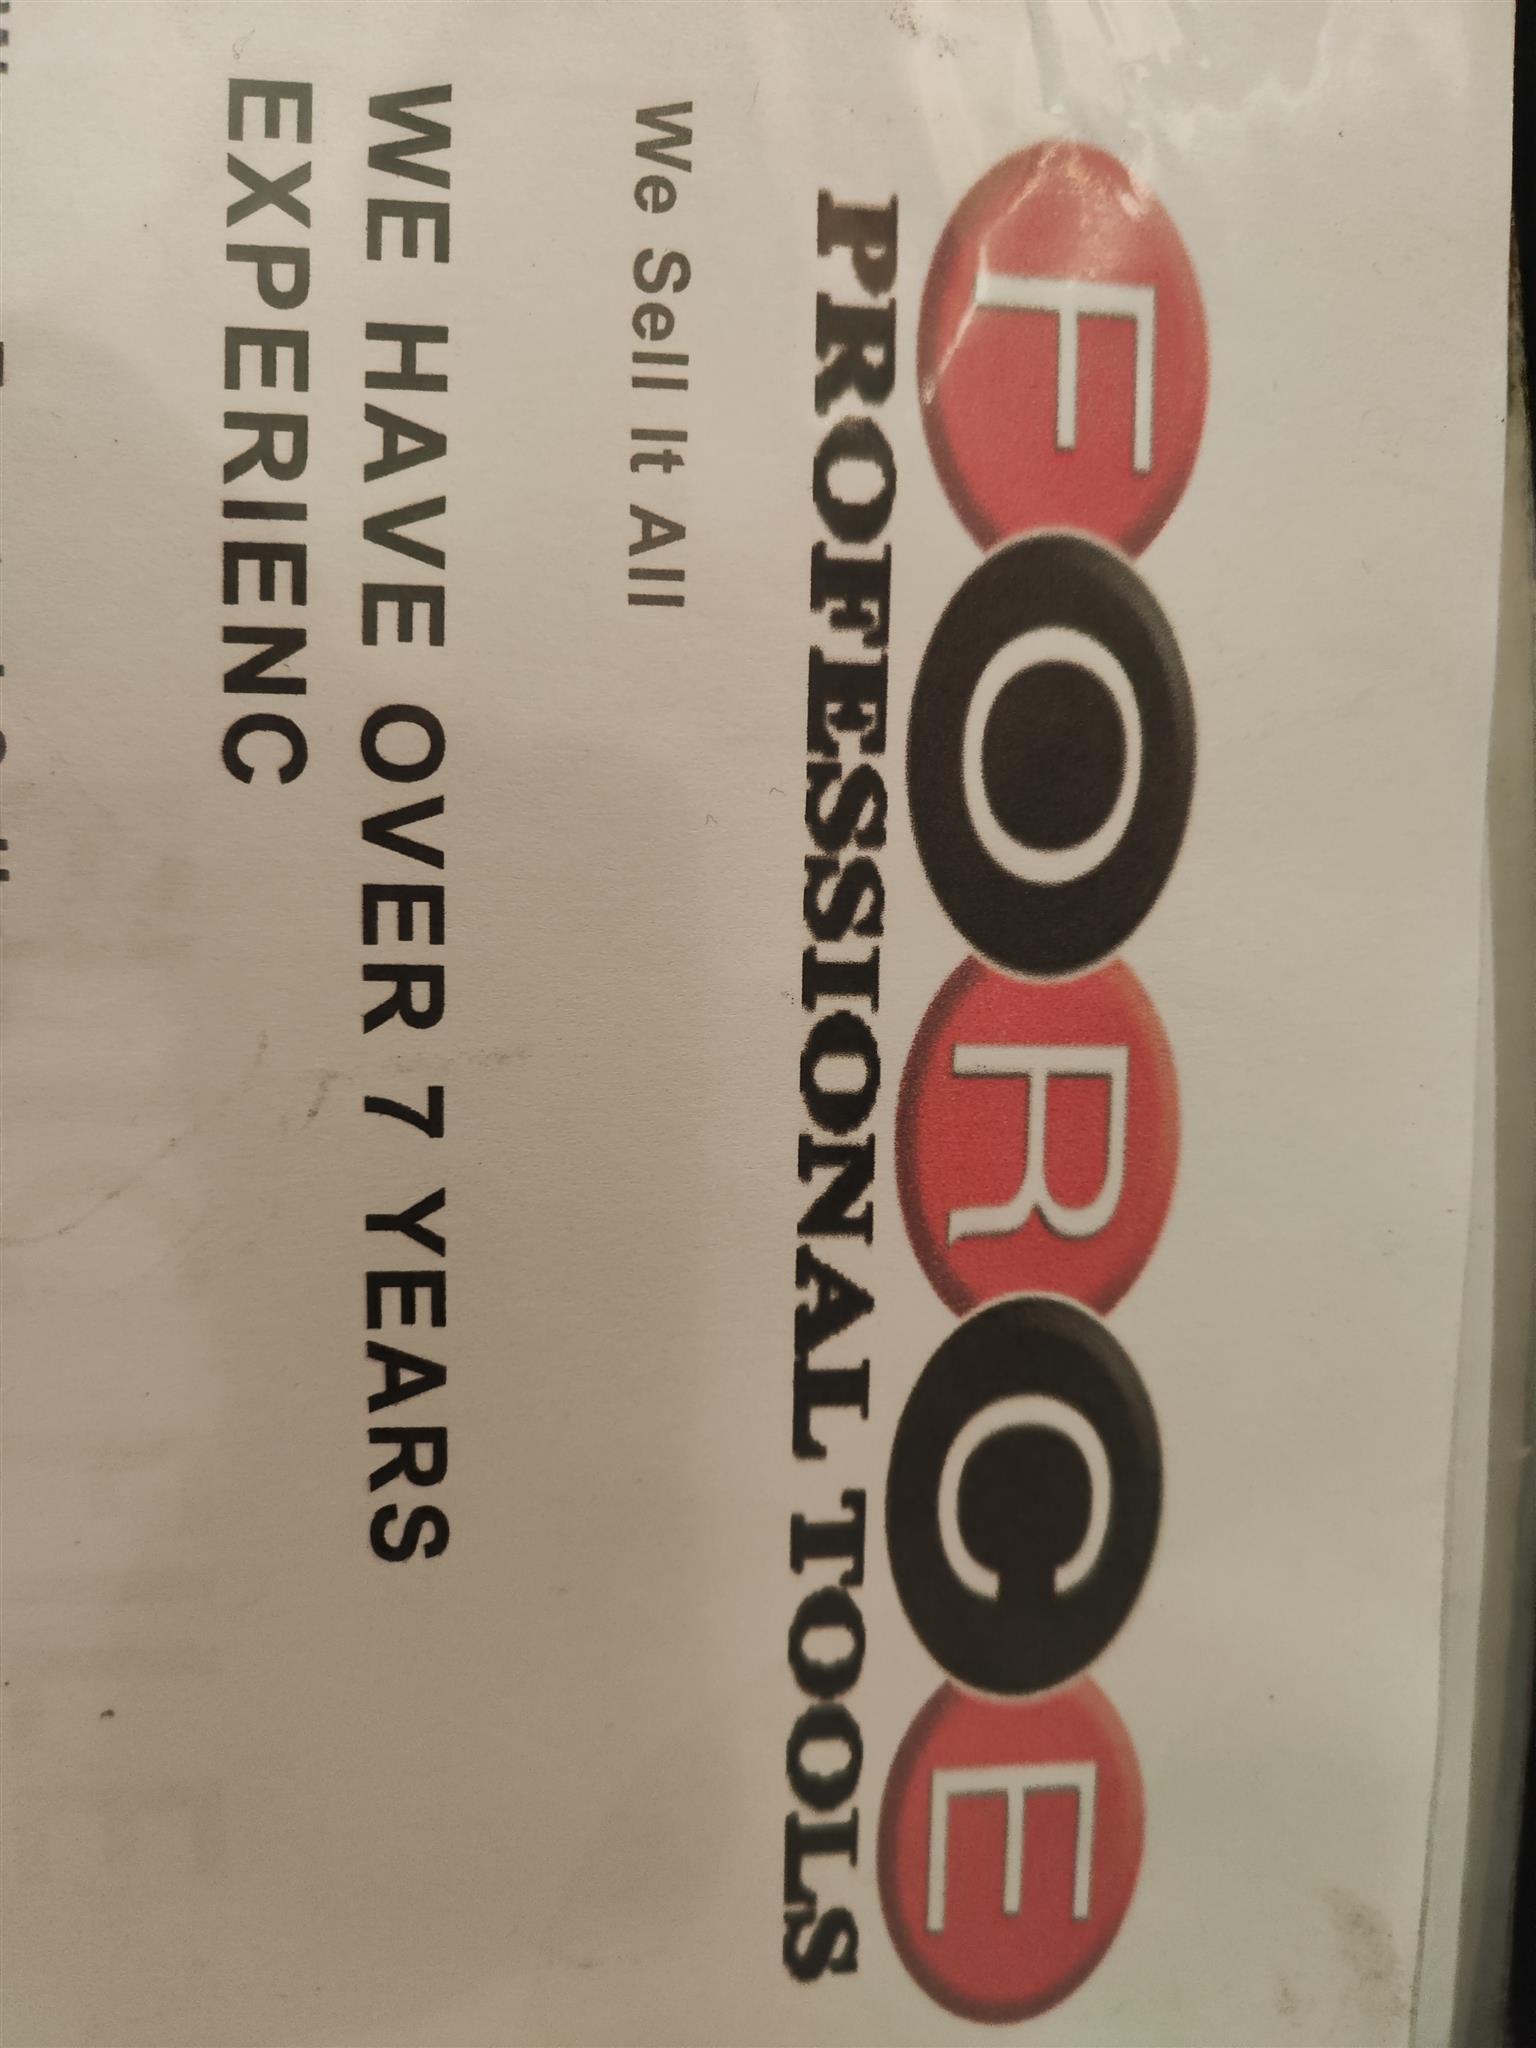 FORCE
PROFESSIONAL TOOLS
We Sell It All
WE HAVE OVER 7 YEARS
EXPERIENC